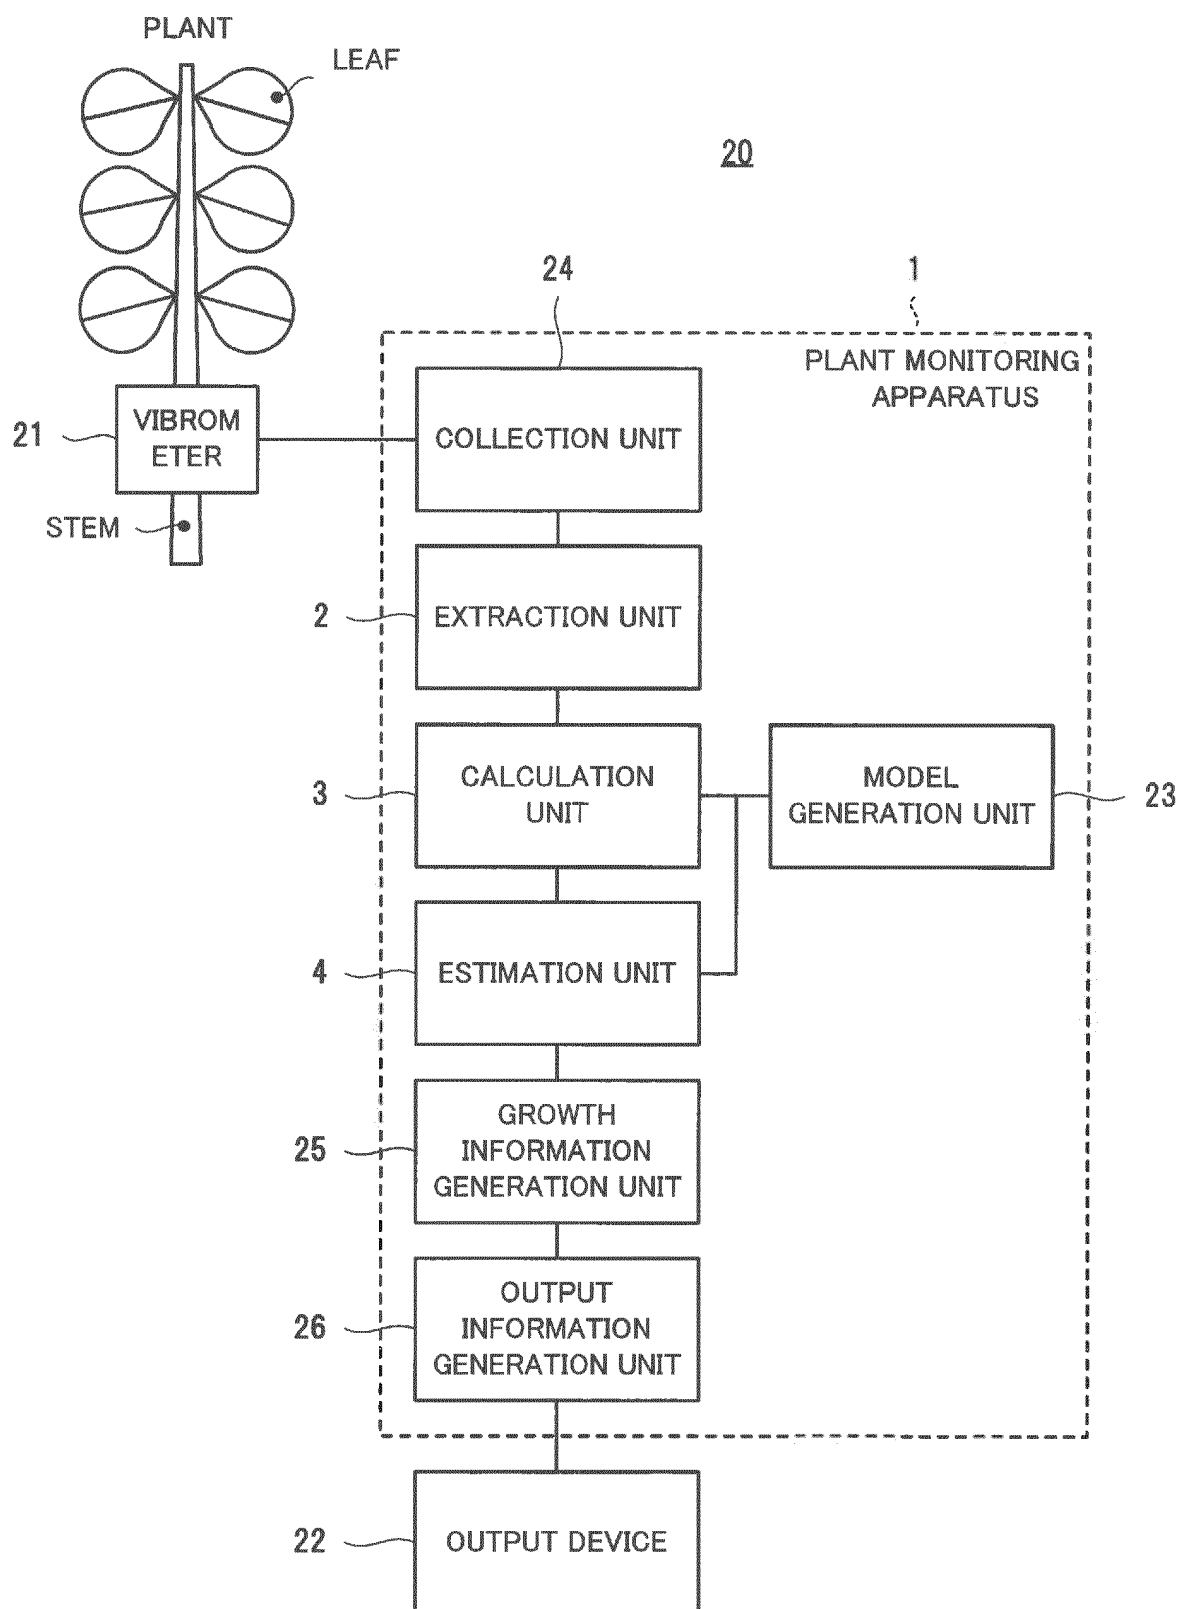 PLANT
LEAF
20
24
1
PLANT MONITORING
APPARATUS
21
VIBROM
ETER
COLLECTION UNIT
STEM
2
EXTRACTION UNIT
3
CALCULATION
UNIT
MODEL
GENERATION UNIT
23
4
ESTIMATION UNIT
25
GROWTH
INFORMATION
GENERATION UNIT
26
OUTPUT
INFORMATION
GENERATION UNIT
22
OUTPUT DEVICE